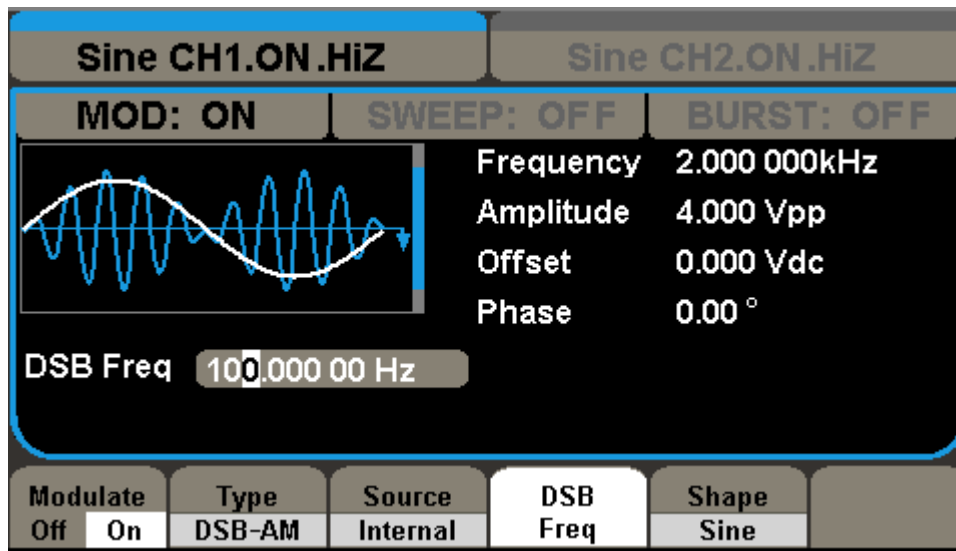 Sine CH1.ON.HiZ Sine CH2.ON.HiZ
MOD: ON SWEEP: OFF BURST: OFF
Frequency 2.000 000kHz
Amplitude 4.000 Vpp
Offset 0.000 Vdc
Phase 0.00 °
DSB Freq 100.000 00 Hz
Modulate Type Source DSB Shape
Off On DSB-AM Internal Freq Sine